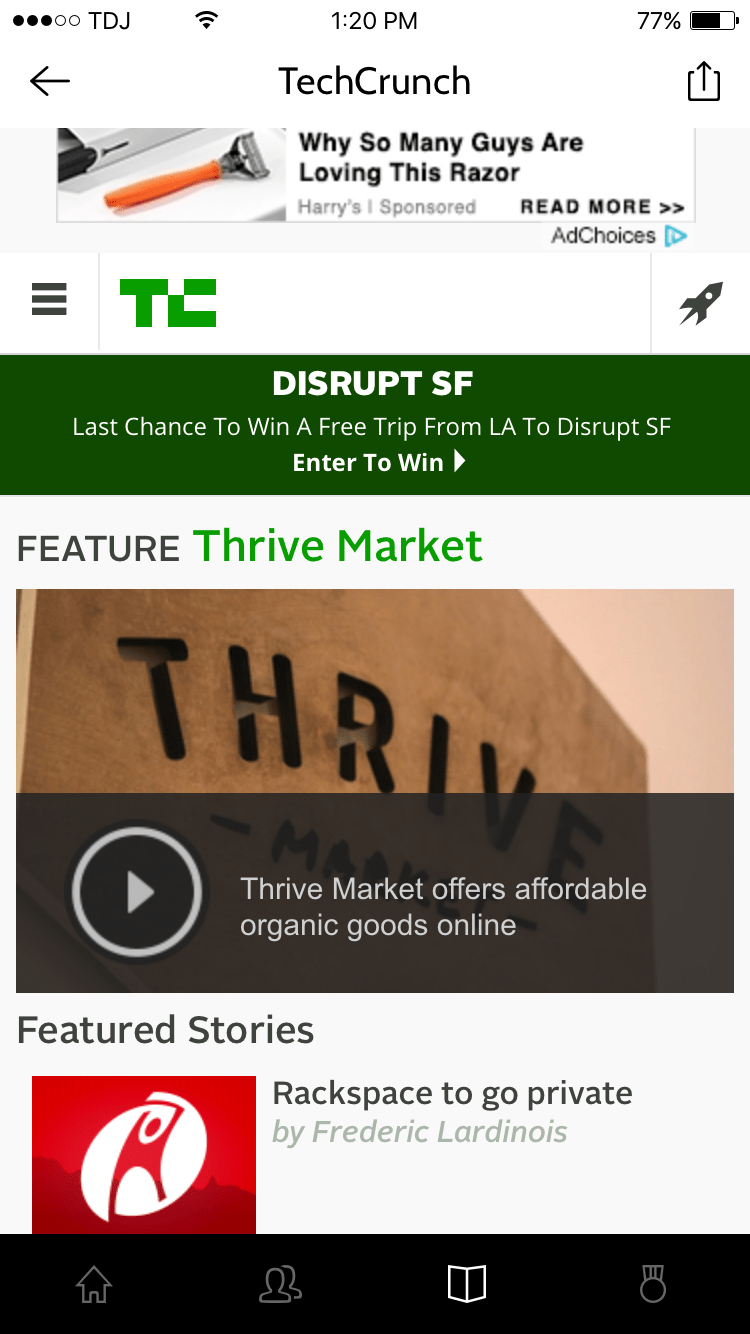 TDJ 1:20 PM 77%
TechCrunch
Why So Many Guys Are
Loving This Razor
Harry's | Sponsored READ MORE >>
AdChoices
TC
DISRUPT SF
Last Chance To Win A Free Trip From LA To Disrupt SF
Enter To Win
FEATURE Thrive Market
THRIVE
MARKET
Thrive Market offers affordable
organic goods online
Featured Stories
Rackspace to go private
by Frederic Lardinois